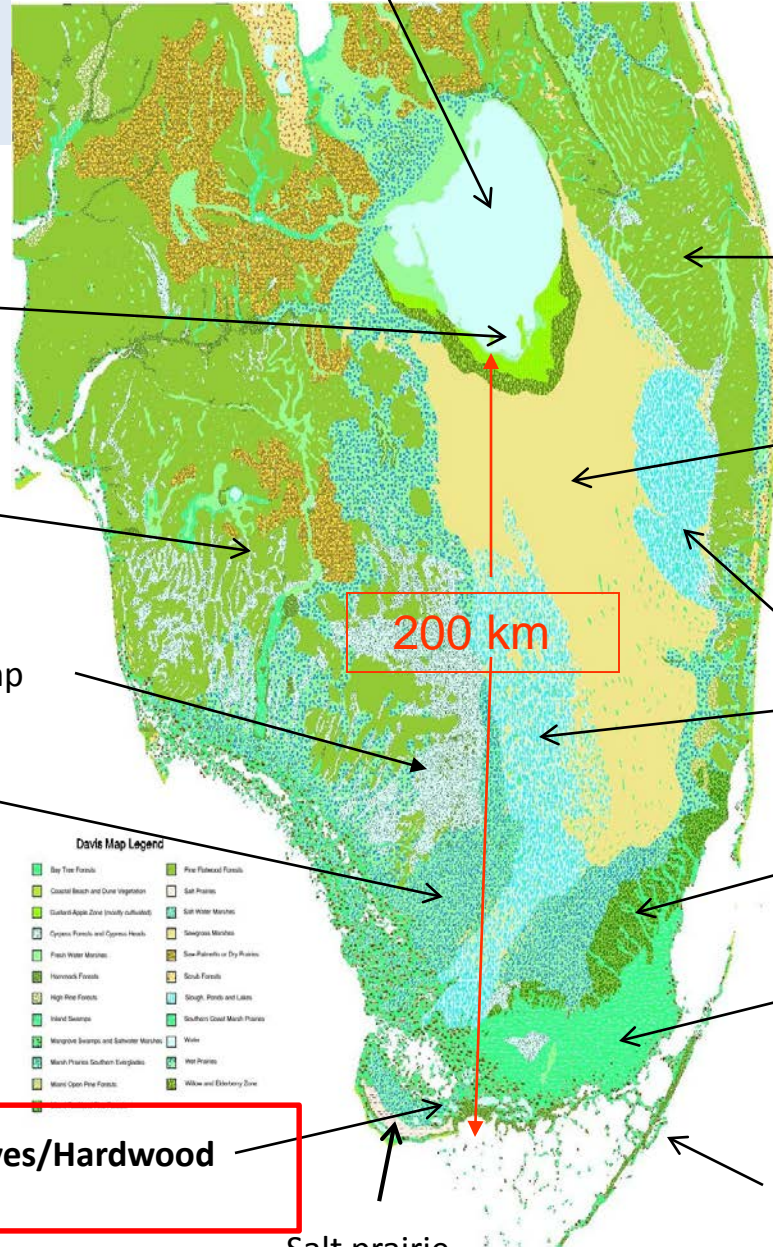 200 km
Davis Map Legend
Bay Tree Forests
Coastal Beach and Dune Vegetation
Custard-Apple Zone (mostly cultivated)
Cypress Forests and Cypress Heads
Fresh Water Marshes
Hammock Forests
High Pine Forests
Inland Swamps
Mangrove Swamps and Saltwater Marshes
Marsh Prairies Southern Everglades
Miami Open Pine Forests
Pine Flatwood Forests
Salt Prairies
Salt Water Marshes
Sawgrass Marshes
Saw-Palmetto or Dry Prairies
Scrub Forests
Slough, Ponds and Lakes
Southern Coast Marsh Prairies
Water
Wet Prairies
Willow and Elderberry Zone
ves/Hardwood
Salt prairie